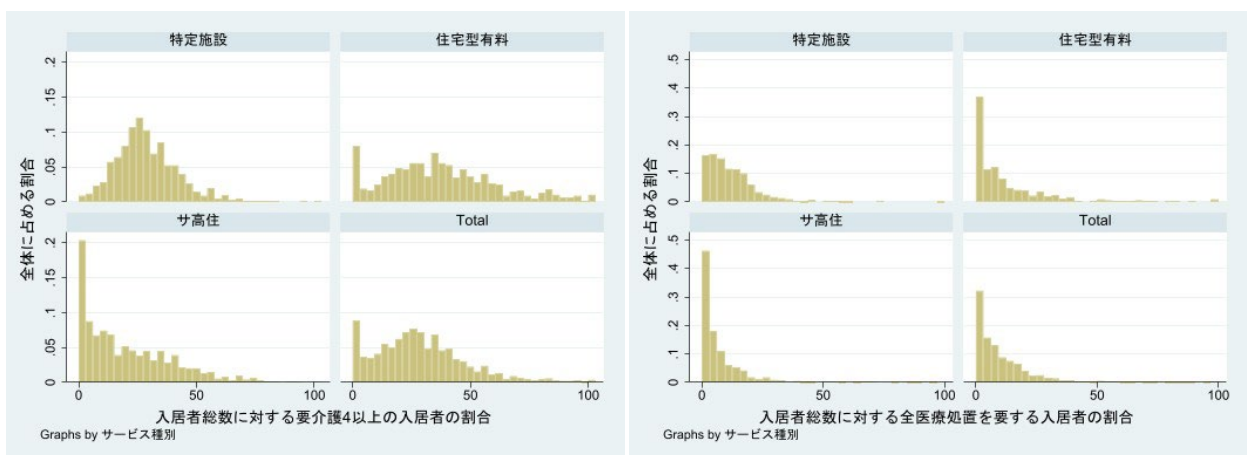 特定施設
住宅型有料
.2
.15
.1
.05
0
サ高住
Total
.2
.15
.1
.05
0
0
50
100
0
50
100
全体に占める割合
入居者総数に対する要介護4以上の入居者の割合
Graphs by サービス種別
特定施設
住宅型有料
.5
.4
.3
.2
.1
0
サ高住
Total
.5
.4
.3
.2
.1
0
0
50
100
0
50
100
全体に占める割合
入居者総数に対する全医療処置を要する入居者の割合
Graphs by サービス種別